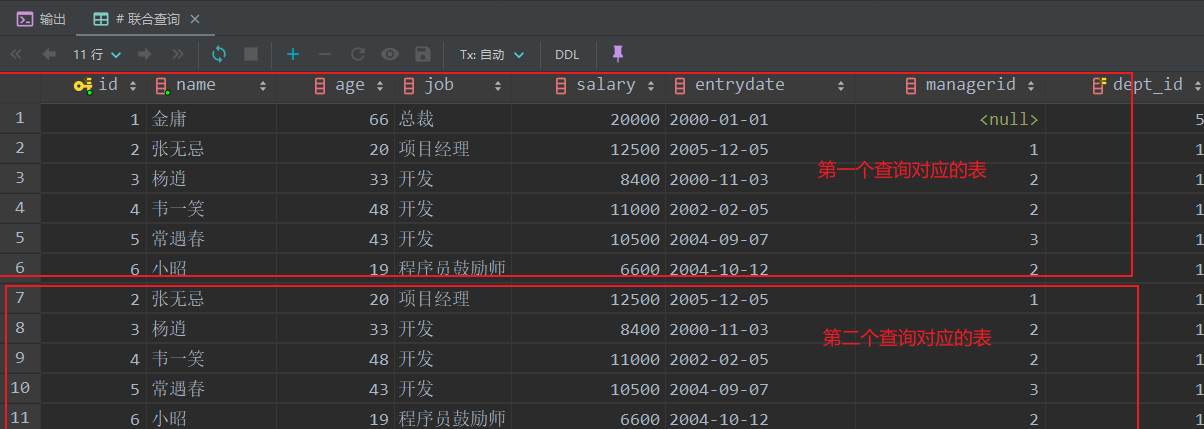 输出 # 联合查询
11 行 Tx: 自动 DDL
id name age job salary entrydate managerid dept_id
1 1 金庸 66 总裁 20000 2000-01-01 <null> 5
2 2 张无忌 20 项目经理 12500 2005-12-05 1 1
第一个查询对应的表
3 3 杨逍 33 开发 8400 2000-11-03 2 1
4 4 韦一笑 48 开发 11000 2002-02-05 2 1
5 5 常遇春 43 开发 10500 2004-09-07 3 1
6 6 小昭 19 程序员鼓励师 6600 2004-10-12 2 1
7 2 张无忌 20 项目经理 12500 2005-12-05 1 1
8 3 杨逍 33 开发 8400 2000-11-03 2 1
第二个查询对应的表
9 4 韦一笑 48 开发 11000 2002-02-05 2 1
10 5 常遇春 43 开发 10500 2004-09-07 3 1
11 6 小昭 19 程序员鼓励师 6600 2004-10-12 2 1